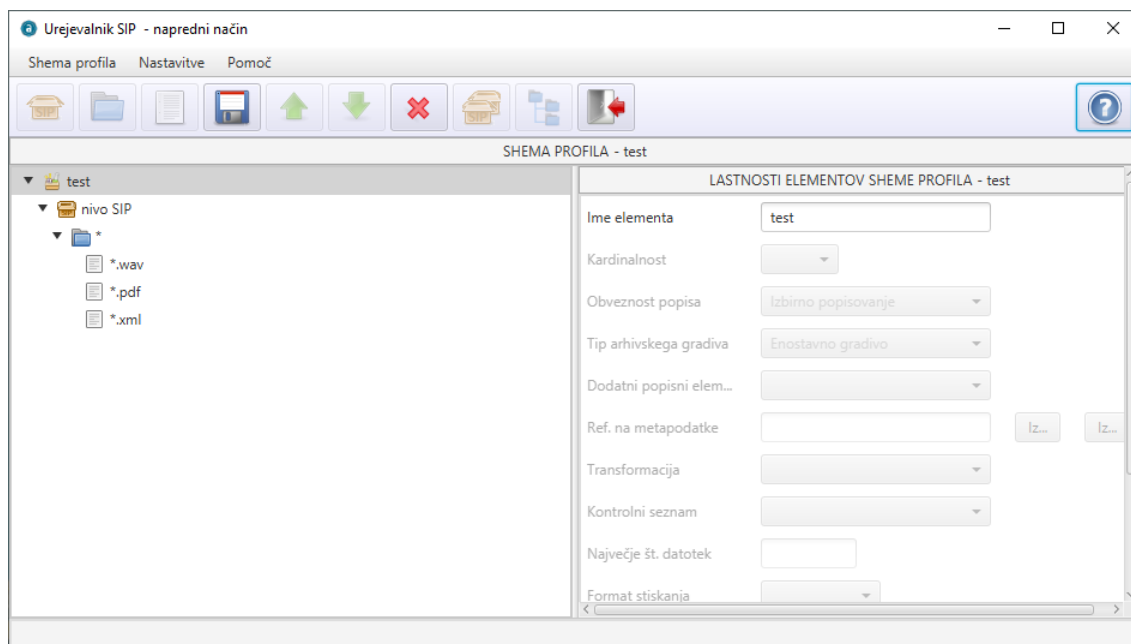 Urejevalnik SIP - napredni način
Shema profila Nastavitve Pomoč
SIP SIP
SHEMA PROFILA - test
test
nivo SIP
*
*.wav
*.pdf
*.xml
LASTNOSTI ELEMENTOV SHEME PROFILA - test
Ime elementa test
Kardinalnost
Obveznost popisa Izbirno popisovanje
Tip arhivskega gradiva Enostavno gradivo
Dodatni popisni elem...
Ref. na metapodatke Iz... Iz...
Transformacija
Kontrolni seznam
Največje št. datotek
Format stiskanja